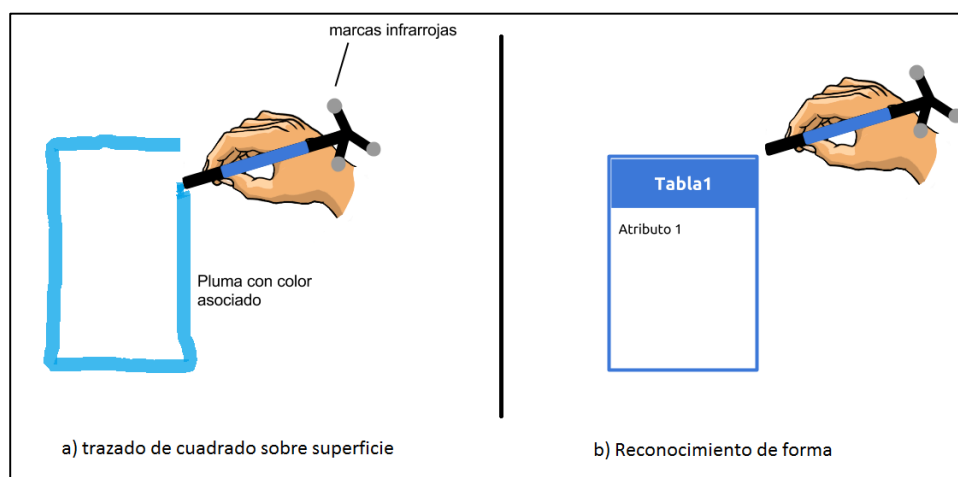 marcas infrarrojas
Pluma con color
asociado
a) trazado de cuadrado sobre superficie
Tabla1
Atributo 1
b) Reconocimiento de forma